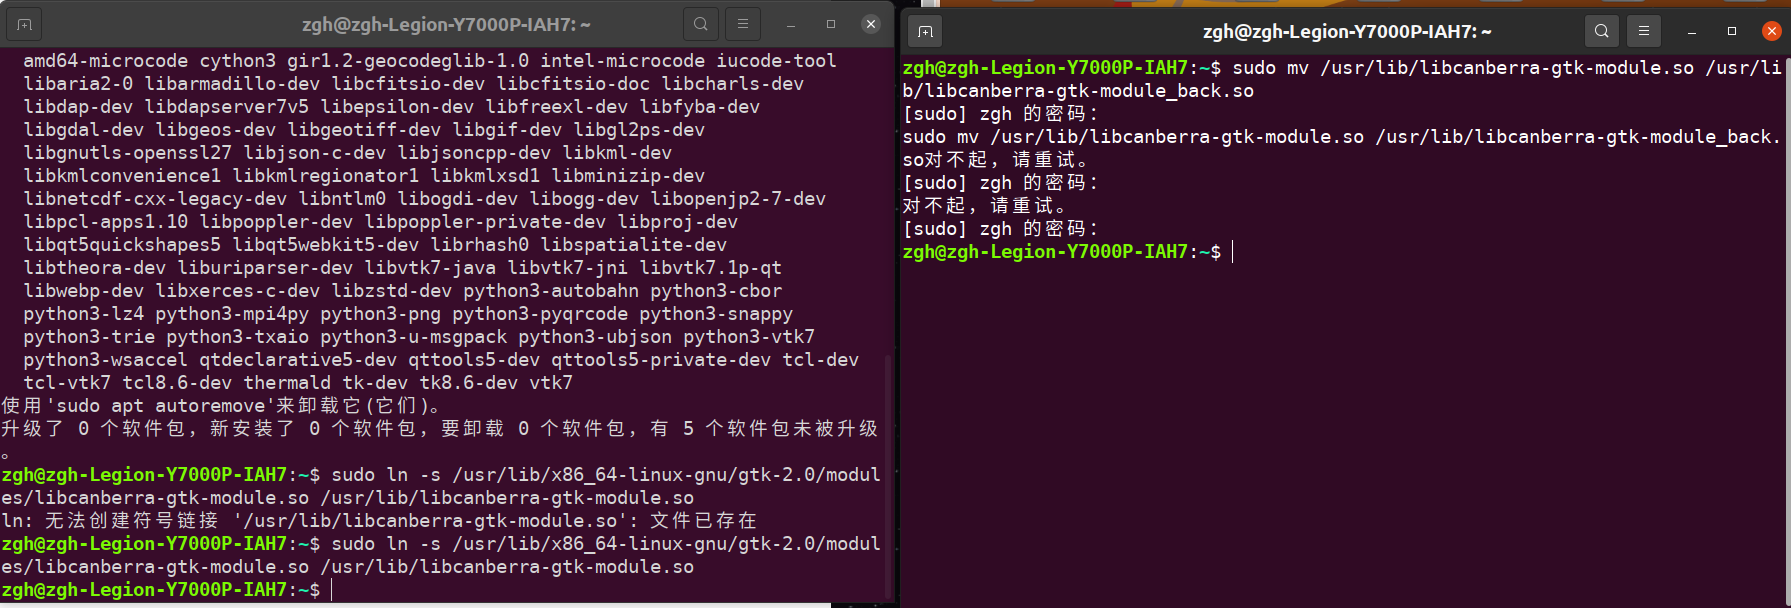 zgh@zgh-Legion-Y7000P-IAH7: ~
amd64-microcode cython3 gir1.2-geocodeglib-1.0 intel-microcode iucode-tool
libaria2-0 libarmadillo-dev libcfitsio-dev libcfitsio-doc libcharls-dev
libdap-dev libdapserver7v5 libepsilon-dev libfreexl-dev libfyba-dev
libgdal-dev libgeos-dev libgeotiff-dev libgif-dev libgl2ps-dev
libgnutls-openssl27 libjson-c-dev libjsoncpp-dev libkml-dev
libkmlconvenience1 libkmlregionator1 libkmlxsd1 libminizip-dev
libnetcdf-cxx-legacy-dev libntlm0 libogdi-dev libogg-dev libopenjp2-7-dev
libpcl-apps1.10 libpoppler-dev libpoppler-private-dev libproj-dev
libqt5quickshapes5 libqt5webkit5-dev librhash0 libspatialite-dev
libtheora-dev liburiparser-dev libvtk7-java libvtk7-jni libvtk7.1p-qt
libwebp-dev libxerces-c-dev libzstd-dev python3-autobahn python3-cbor
python3-lz4 python3-mpi4py python3-png python3-pyqrcode python3-snappy
python3-trie python3-txaio python3-u-msgpack python3-ubjson python3-vtk7
python3-wsaccel qtdeclarative5-dev qttools5-dev qttools5-private-dev tcl-dev
tcl-vtk7 tcl8.6-dev thermald tk-dev tk8.6-dev vtk7
使用'sudo apt autoremove'来卸载它(它们)。
升级了 0 个软件包，新安装了 0 个软件包，要卸载 0 个软件包，有 5 个软件包未被升级
。
zgh@zgh-Legion-Y7000P-IAH7:~$ sudo ln -s /usr/lib/x86_64-linux-gnu/gtk-2.0/modul
es/libcanberra-gtk-module.so /usr/lib/libcanberra-gtk-module.so
ln: 无法创建符号链接 '/usr/lib/libcanberra-gtk-module.so': 文件已存在
zgh@zgh-Legion-Y7000P-IAH7:~$ sudo ln -s /usr/lib/x86_64-linux-gnu/gtk-2.0/modul
es/libcanberra-gtk-module.so /usr/lib/libcanberra-gtk-module.so
zgh@zgh-Legion-Y7000P-IAH7:~$
zgh@zgh-Legion-Y7000P-IAH7: ~
zgh@zgh-Legion-Y7000P-IAH7:~$ sudo mv /usr/lib/libcanberra-gtk-module.so /usr/li
b/libcanberra-gtk-module_back.so
[sudo] zgh 的密码：
sudo mv /usr/lib/libcanberra-gtk-module.so /usr/lib/libcanberra-gtk-module_back.
so对不起，请重试。
[sudo] zgh 的密码：
对不起，请重试。
[sudo] zgh 的密码：
zgh@zgh-Legion-Y7000P-IAH7:~$